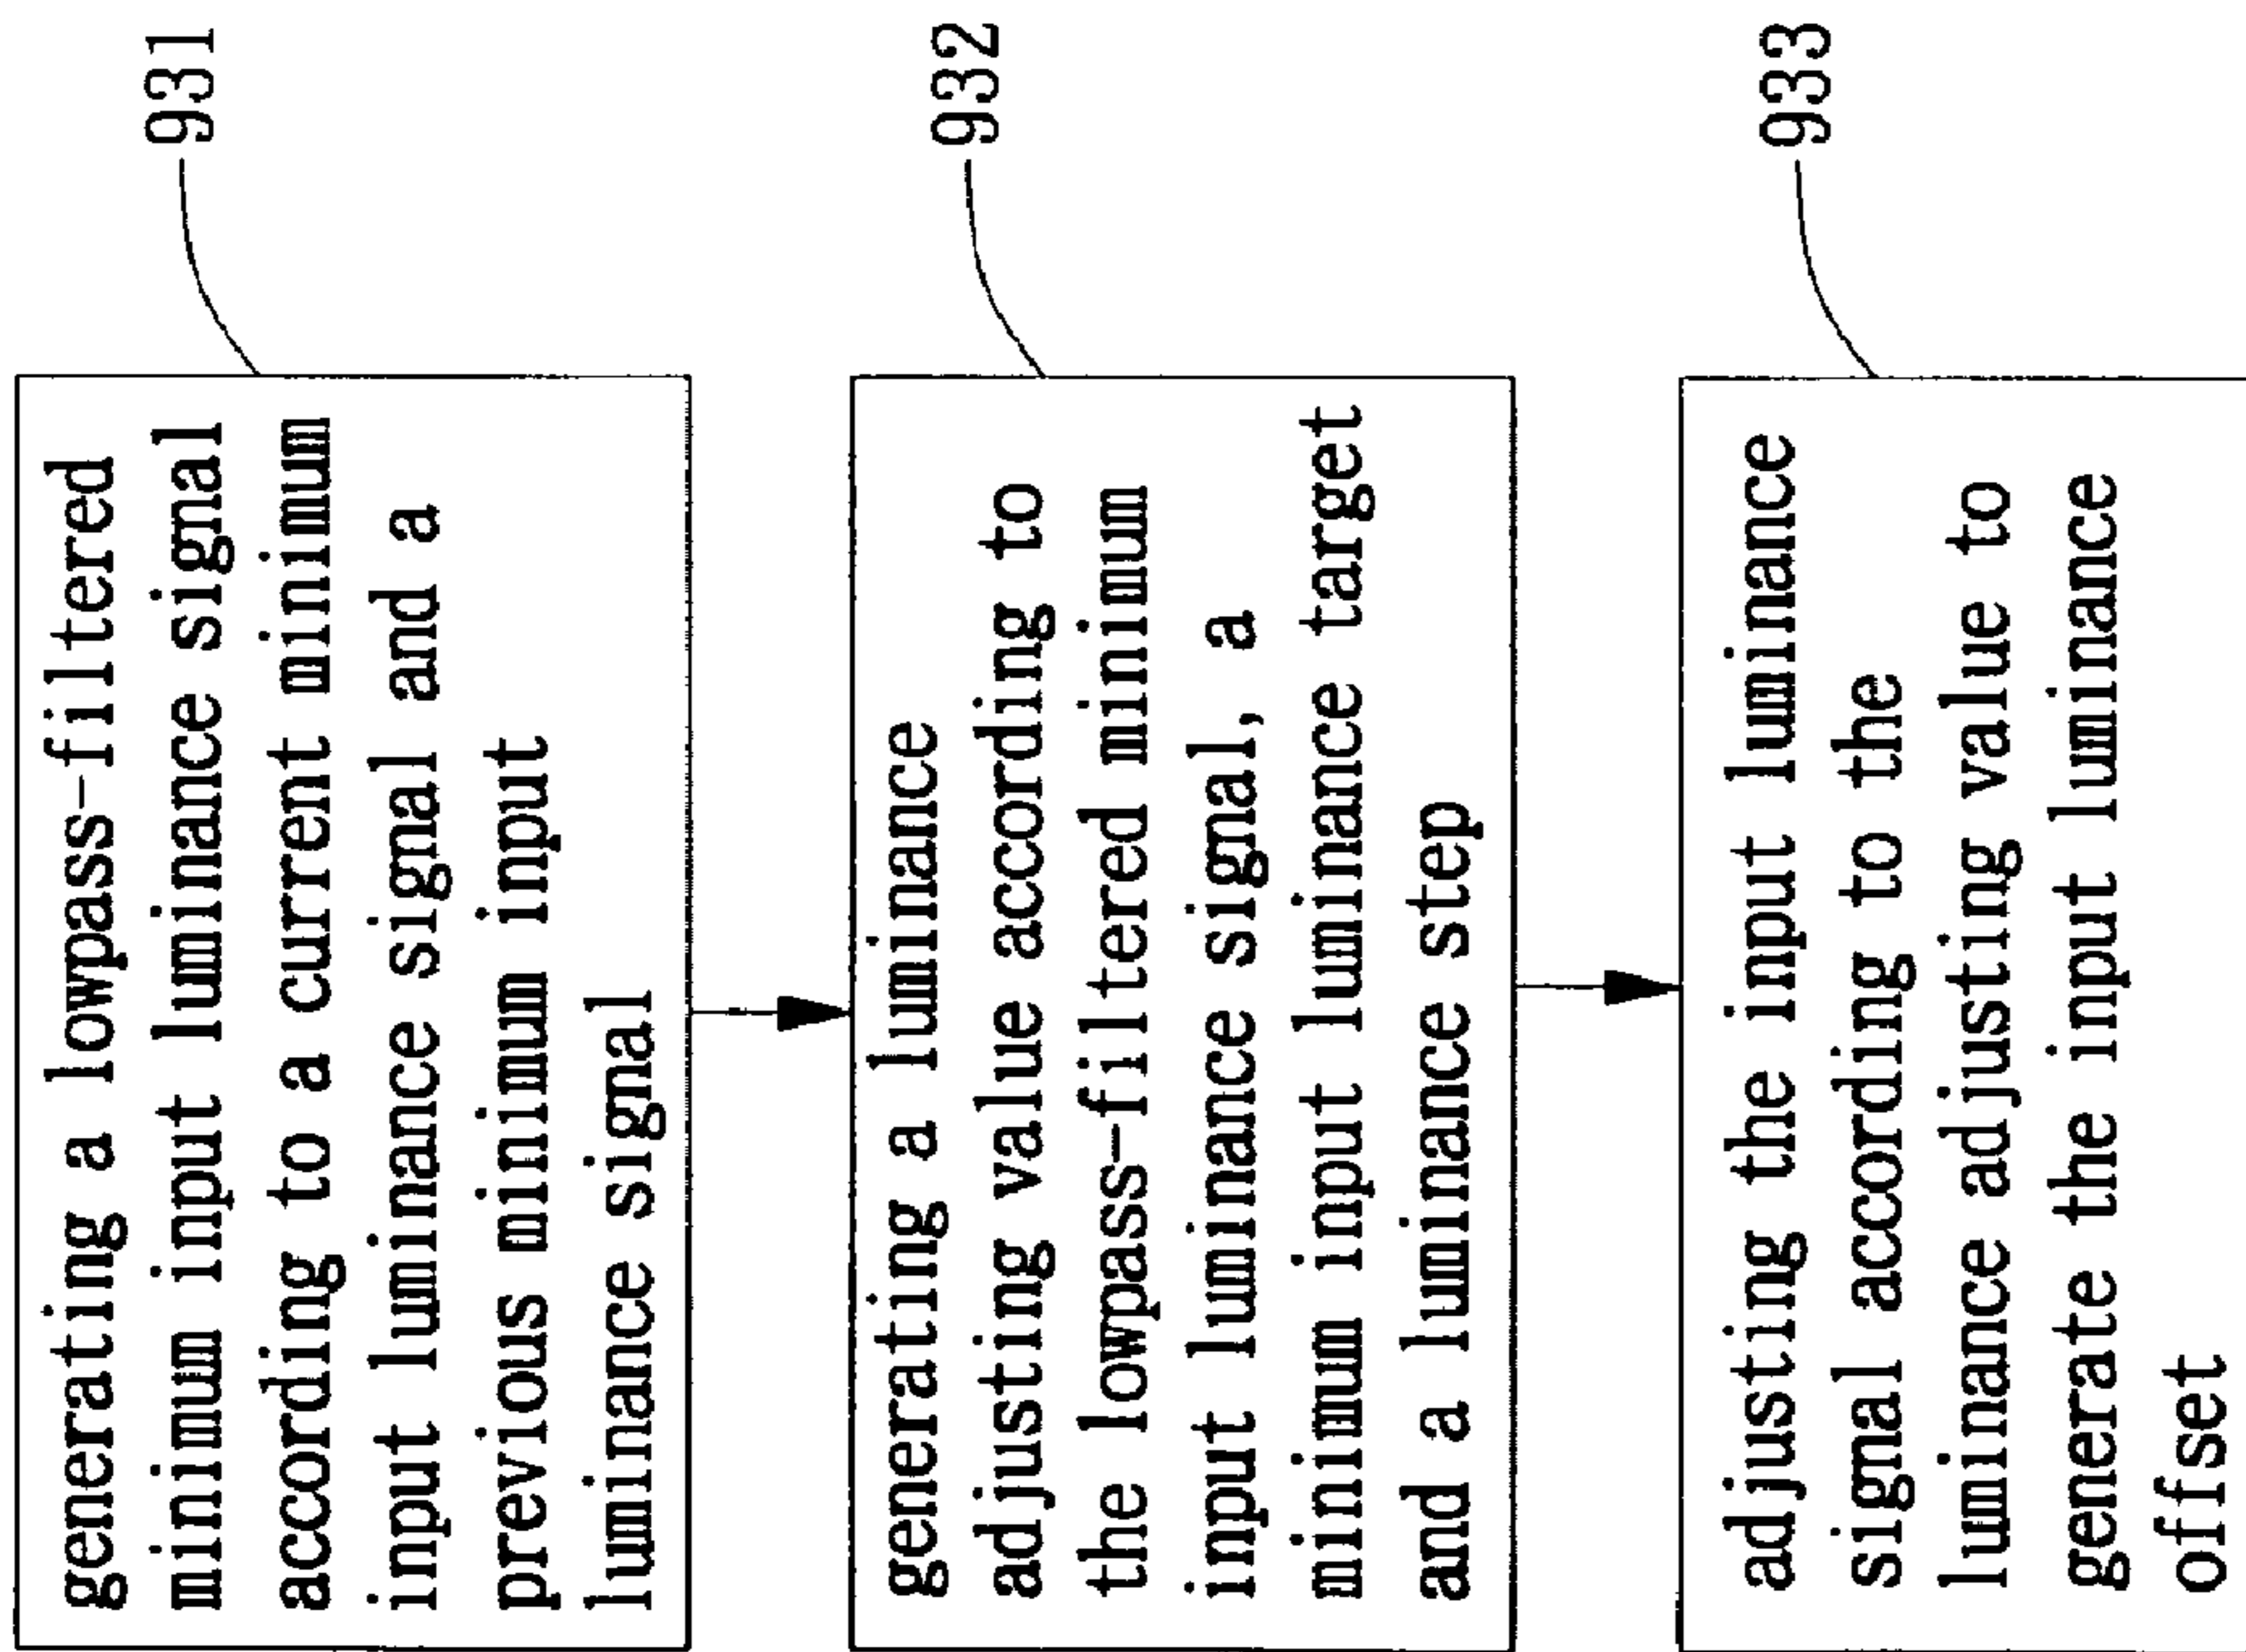 generating a lowpass-filtered
minimum input luminance signal
according to a current minimum
input luminance signal and a
previous minimum input
luminance signal
931
generating a luminance
adjusting value according to
the lowpass-filtered minimum
input luminance signal, a
minimum input luminance target
and a luminance step
932
adjusting the input luminance
signal according to the
luminance adjusting value to
generate the input luminance
offset
933